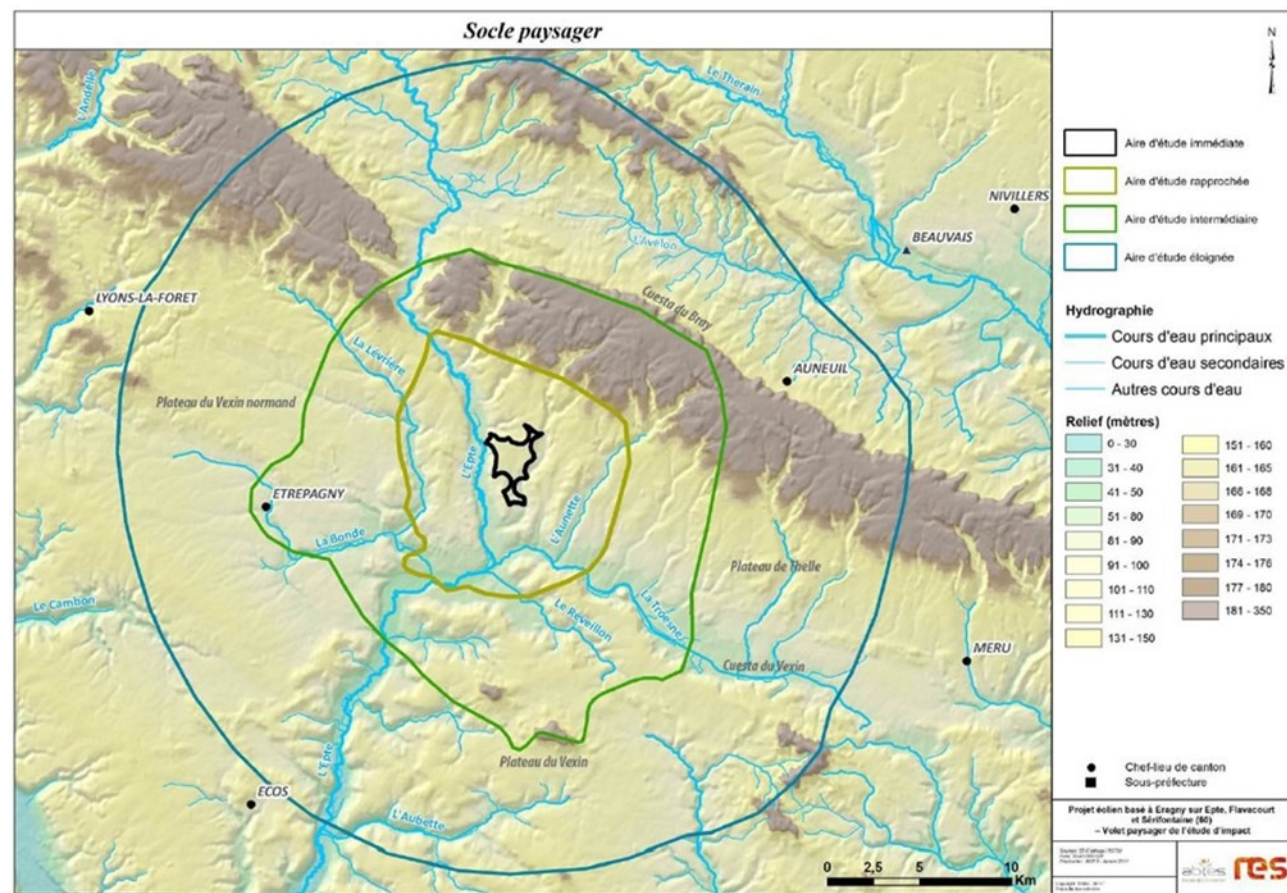 Socle paysager
L'Andelle
Le Therain
NIVILLERS
BEAUVAIS
L'Avelon
LYONS-LA-FORET
Cuesta du Bray
La Lévrière
AUNEUIL
Plateau du Vexin normand
L'Epte
ETREPAGNY
L'Aunette
La Bonde
Plateau de Thelle
Le Cambon
Le Réveillon
La Troesne
MERU
Cuesta du Vexin
L'Epte
Plateau du Vexin
ECOS
L'Aubette
0 2,5 5 10
Km
N
Aire d'étude immédiate
Aire d'étude rapprochée
Aire d'étude intermédiaire
Aire d'étude éloignée
Hydrographie
Cours d'eau principaux
Cours d'eau secondaires
Autres cours d'eau
Relief (mètres)
0 - 30
31 - 40
41 - 50
51 - 80
81 - 90
91 - 100
101 - 110
111 - 130
131 - 150
151 - 160
161 - 165
166 - 168
169 - 170
171 - 173
174 - 176
177 - 180
181 - 350
Chef-lieu de canton
Sous-préfecture
Projet éolien basé à Eragny sur Epte, Flavacourt
et Sérifontaine (60)
– Volet paysager de l'étude d'impact
abies
res